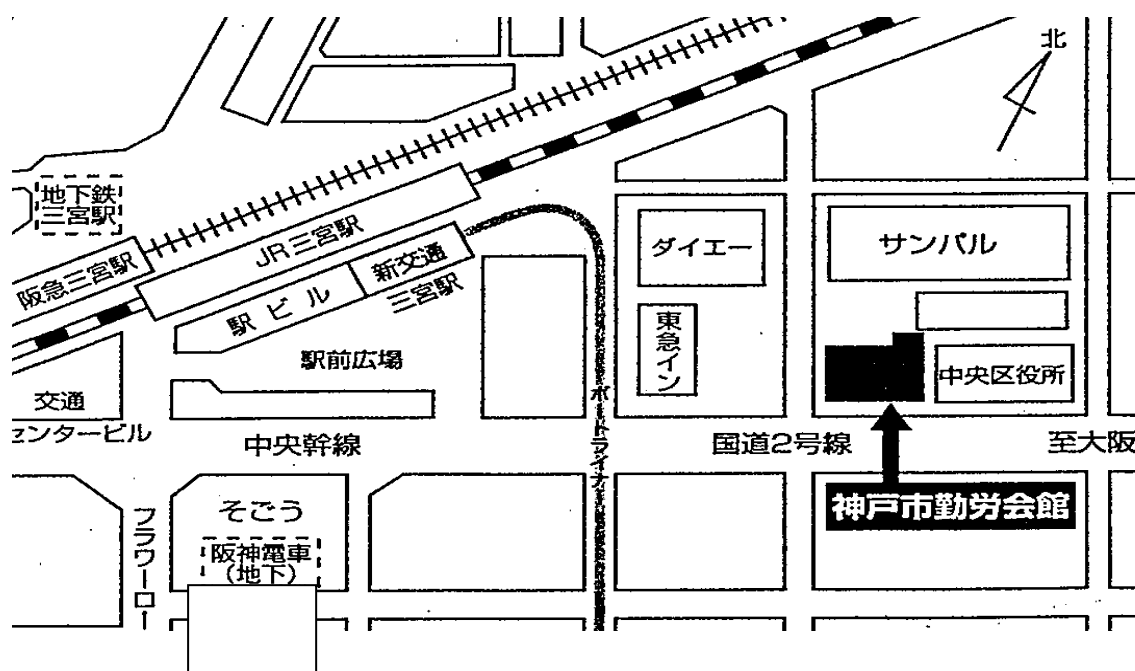 北
地下鉄
三宮駅
阪急三宮駅
JR三宮駅
駅ビル
新交通
三宮駅
駅前広場
ダイエー
サンパル
東急イン
中央区役所
交通
センタービル
中央幹線
ポートライナー
国道2号線
至大阪
神戸市勤労会館
そごう
阪神電車
(地下)
フラワーロード